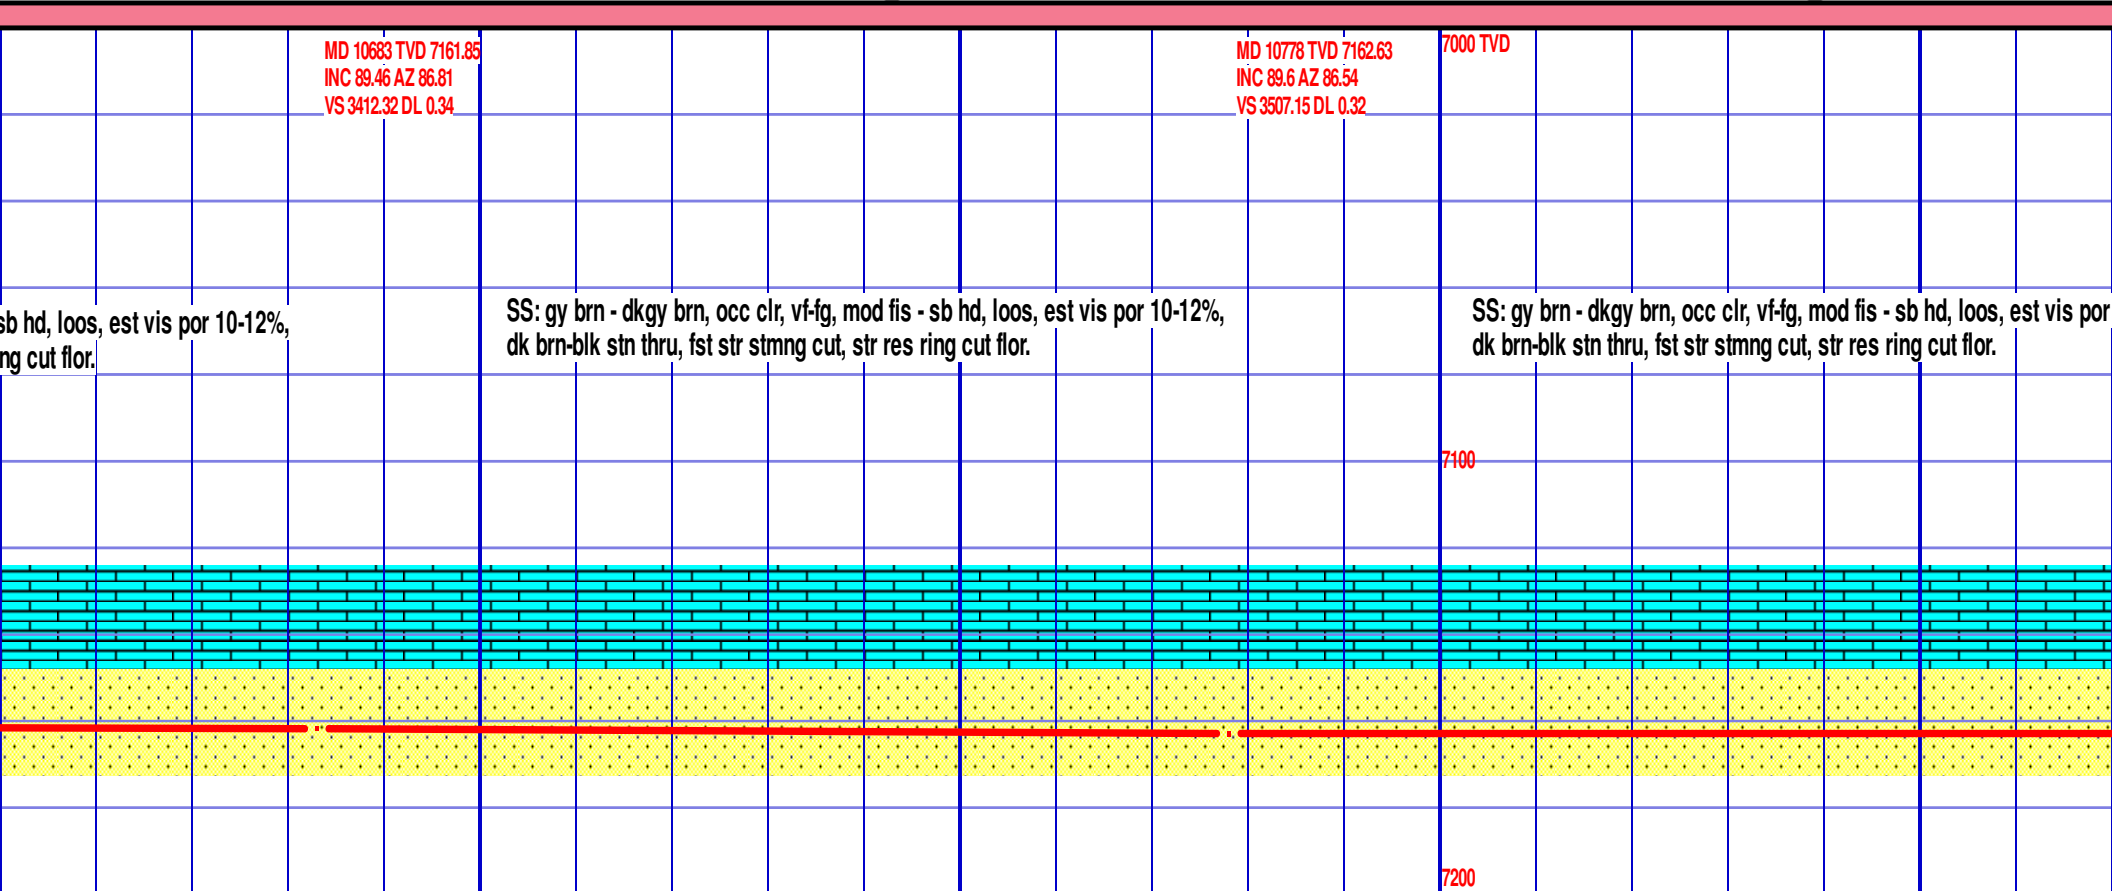 MD 10683 TVD 7161.85
INC 89.46 AZ 86.81
VS 3412.32 DL 0.34
MD 10778 TVD 7162.63
INC 89.6 AZ 86.54
VS 3507.15 DL 0.32
7000 TVD
sb hd, loos, est vis por 10-12%,
ng cut flor.
SS: gy brn - dkgy brn, occ clr, vf-fg, mod fis - sb hd, loos, est vis por 10-12%,
dk brn-blk stn thru, fst str stmng cut, str res ring cut flor.
SS: gy brn - dkgy brn, occ clr, vf-fg, mod fis - sb hd, loos, est vis por
dk brn-blk stn thru, fst str stmng cut, str res ring cut flor.
7100
7200